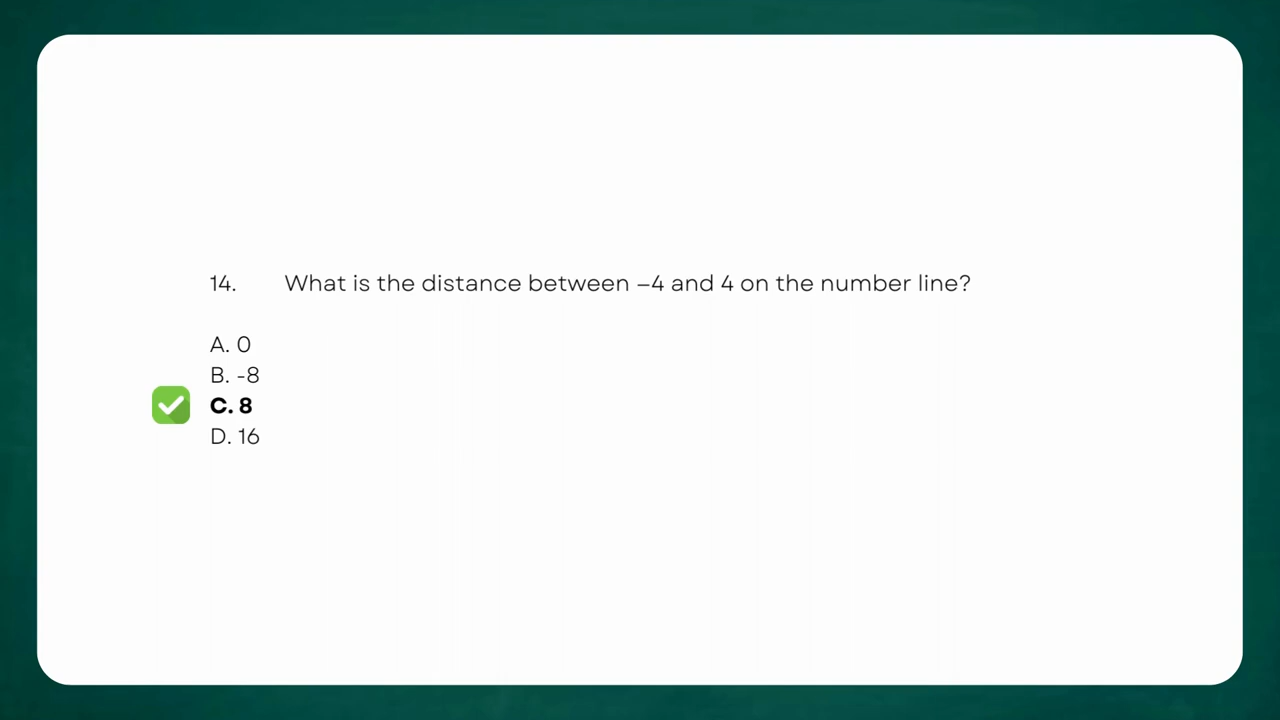 14. What is the distance between –4 and 4 on the number line?
A. 0
B. -8
C. 8
D. 16